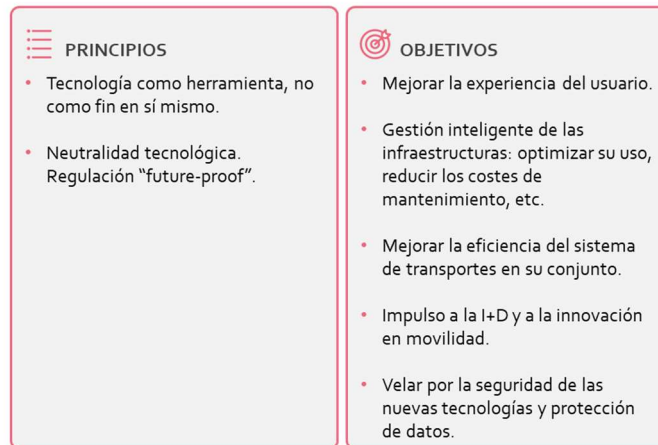 PRINCIPIOS
• Tecnología como herramienta, no
como fin en sí mismo.
• Neutralidad tecnológica.
Regulación “future-proof”.
OBJETIVOS
• Mejorar la experiencia del usuario.
• Gestión inteligente de las
infraestructuras: optimizar su uso,
reducir los costes de
mantenimiento, etc.
• Mejorar la eficiencia del sistema
de transportes en su conjunto.
• Impulso a la I+D y a la innovación
en movilidad.
• Velar por la seguridad de las
nuevas tecnologías y protección
de datos.